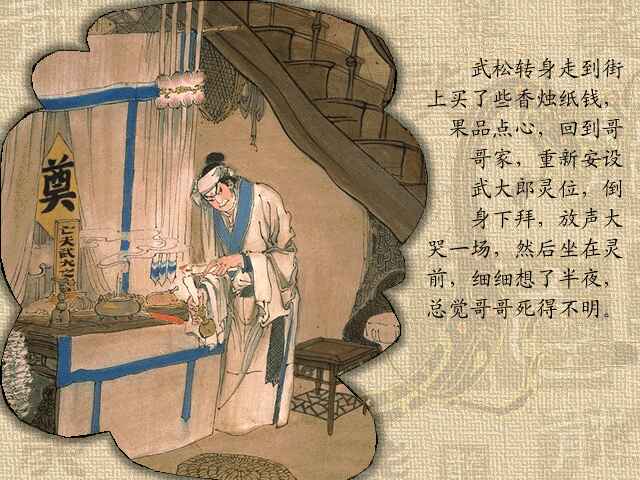 武松转身走到街
上买了些香烛纸钱，
果品点心，回到哥
哥家，重新安设
武大郎灵位，倒
身下拜，放声大
哭一场，然后坐在灵
前，细细想了半夜，
总觉哥哥死得不明。
奠
亡夫武大之